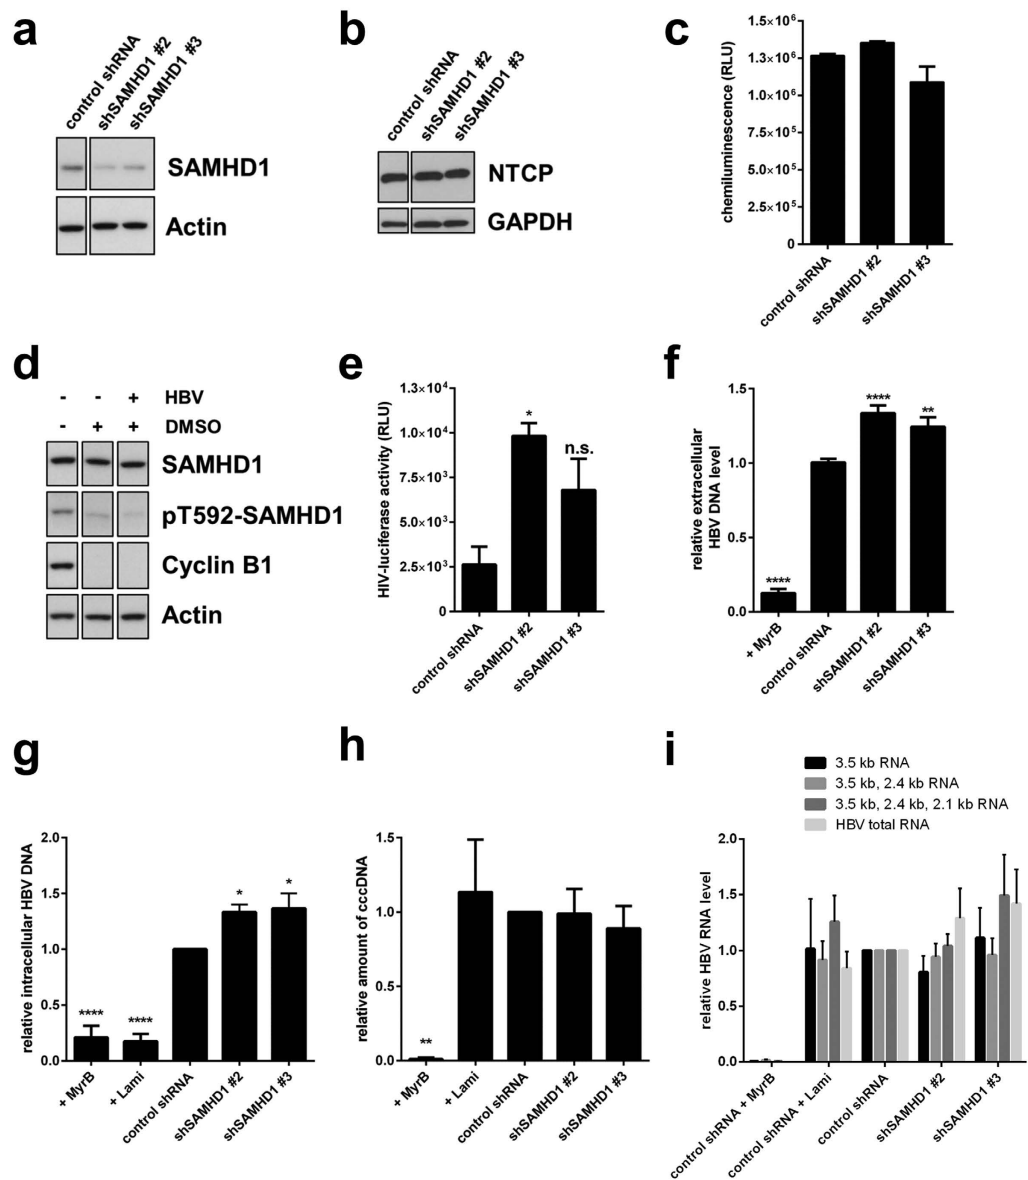 a
control shRNA
shSAMHD1 #2
shSAMHD1 #3
SAMHD1
Actin
b
control shRNA
shSAMHD1 #2
shSAMHD1 #3
NTCP
GAPDH
c
chemiluminescence (RLU)
1.5×10⁶
1.3×10⁶
1.0×10⁶
7.5×10⁵
5.0×10⁵
2.5×10⁵
0
control shRNA
shSAMHD1 #2
shSAMHD1 #3
d
- - + HBV
- + + DMSO
SAMHD1
pT592-SAMHD1
Cyclin B1
Actin
e
HIV-luciferase activity (RLU)
1.3×10⁴
1.0×10⁴
7.5×10³
5.0×10³
2.5×10³
0
*
n.s.
control shRNA
shSAMHD1 #2
shSAMHD1 #3
f
relative extracellular
HBV DNA level
1.5
1.0
0.5
0.0
****
****
**
+ MyrB
control shRNA
shSAMHD1 #2
shSAMHD1 #3
g
relative intracellular HBV DNA
2.0
1.5
1.0
0.5
0.0
****
****
*
*
+ MyrB
+ Lami
control shRNA
shSAMHD1 #2
shSAMHD1 #3
h
relative amount of cccDNA
1.5
1.0
0.5
0.0
**
+ MyrB
+ Lami
control shRNA
shSAMHD1 #2
shSAMHD1 #3
i
3.5 kb RNA
3.5 kb, 2.4 kb RNA
3.5 kb, 2.4 kb, 2.1 kb RNA
HBV total RNA
relative HBV RNA level
2.0
1.5
1.0
0.5
0.0
control shRNA + MyrB
control shRNA + Lami
control shRNA
shSAMHD1 #2
shSAMHD1 #3